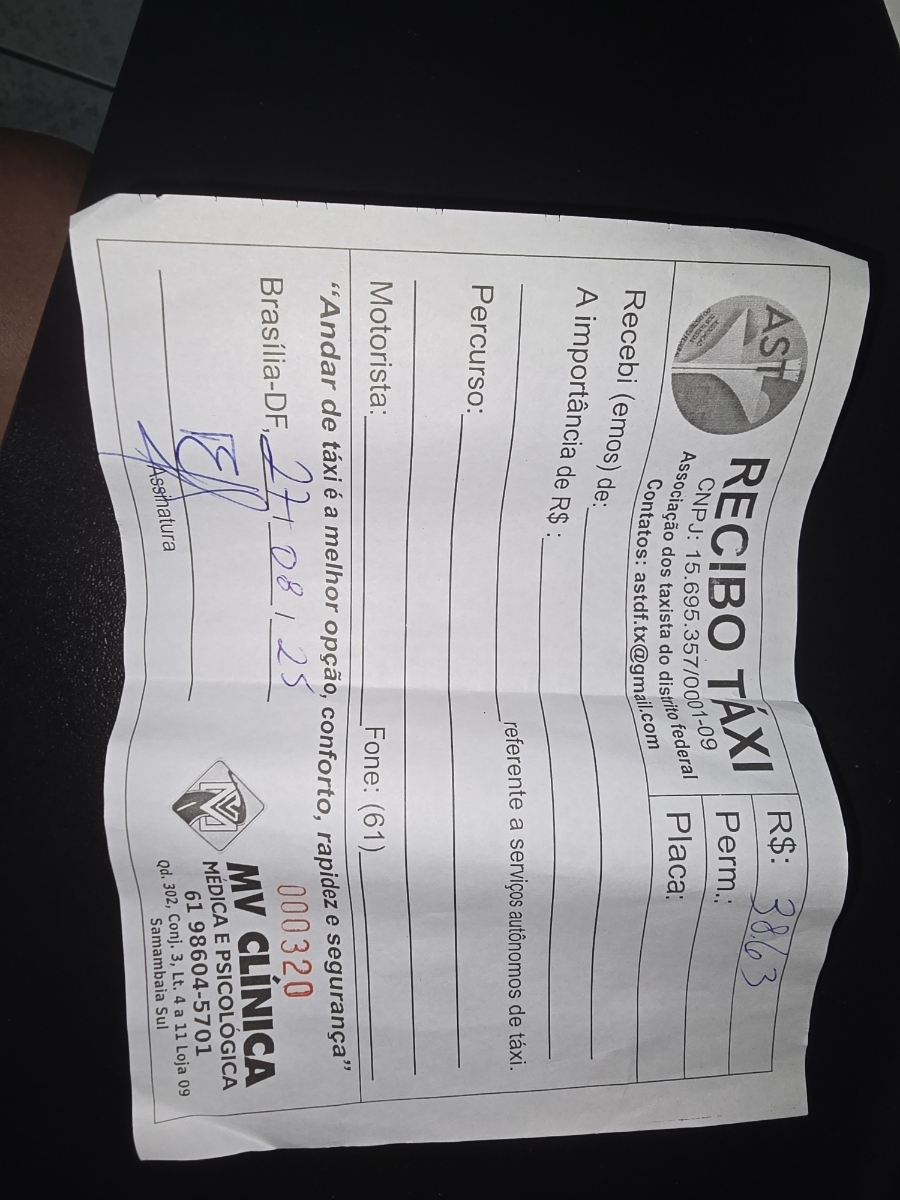 AST
RECIBO TÁXI
CNPJ: 15.695.357/0001-09
Associação dos taxista do distrito federal
Contatos: astdf.tx@gmail.com
R$: 38,63
Perm.:
Placa:
Recebi (emos) de:
A importância de R$ :
referente a serviços autônomos de táxi.
Percurso:
Motorista: Fone: (61)
“Andar de táxi é a melhor opção, conforto, rapidez e segurança”
Brasília-DF, 27/08/25
000320
Assinatura
MV CLÍNICA
MÉDICA E PSICOLÓGICA
61 98604-5701
Qd. 302, Conj. 3, Lt. 4 a 11 Loja 09
Samambaia Sul